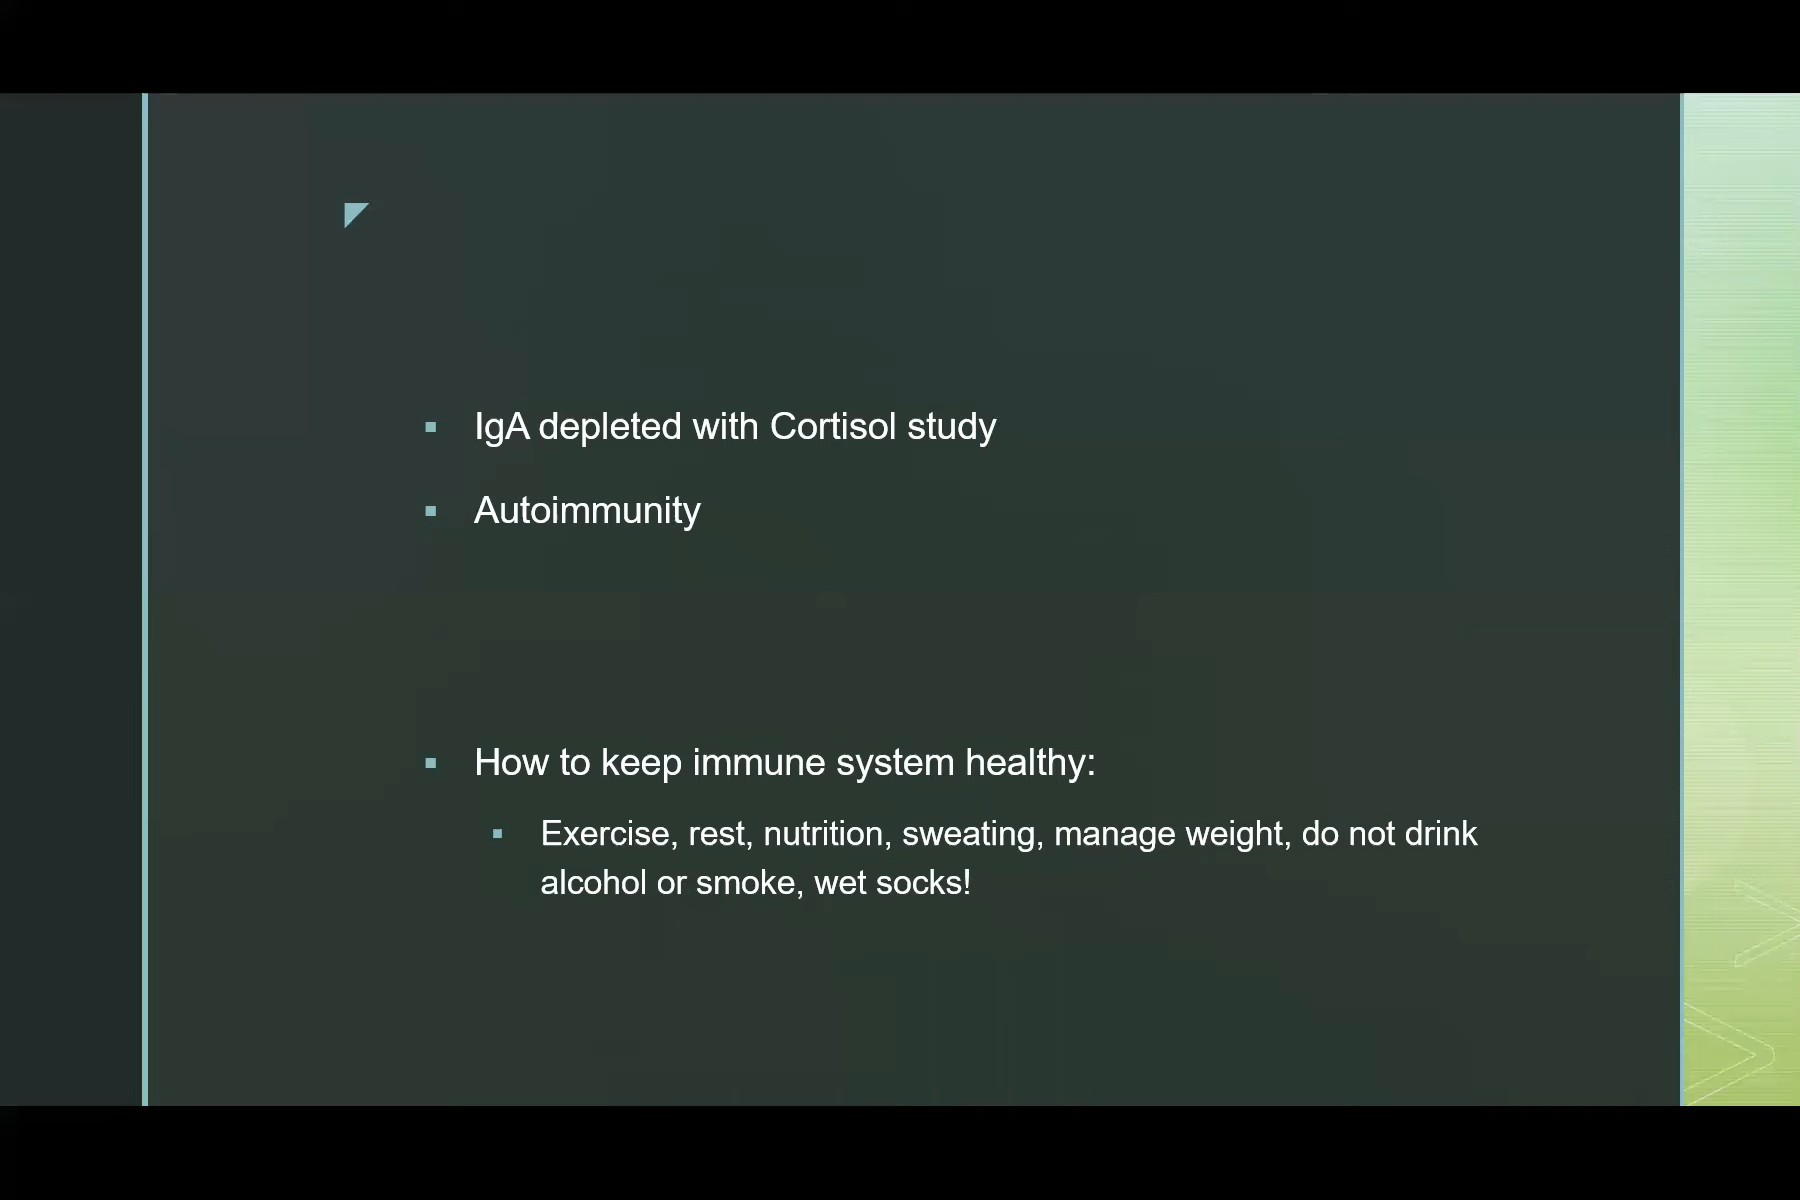 ▪ IgA depleted with Cortisol study
▪ Autoimmunity
▪ How to keep immune system healthy:
▪ Exercise, rest, nutrition, sweating, manage weight, do not drink
alcohol or smoke, wet socks!